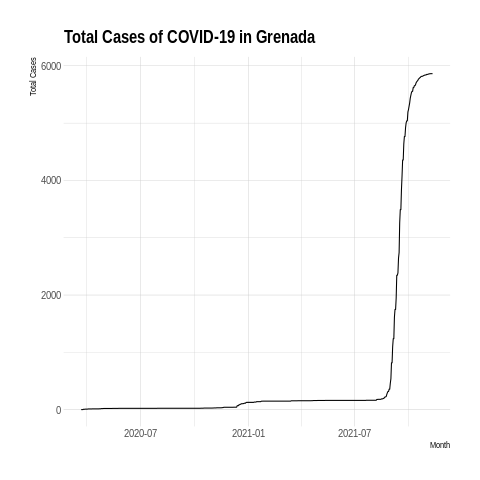 Total Cases of COVID-19 in Grenada
Total Cases
6000
4000
2000
0
2020-07 2021-01 2021-07
Month